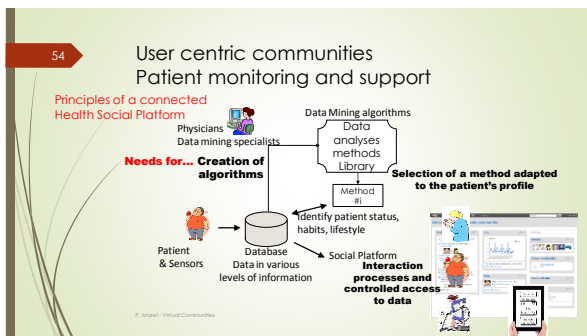 54
User centric communities
Patient monitoring and support
Principles of a connected
Health Social Platform
Physicians
Data mining specialists
Data Mining algorithms
Data
analyses
methods
Library
Needs for... Creation of
algorithms
Selection of a method adapted
to the patient's profile
Method
#i
Identify patient status,
habits, lifestyle
Patient
& Sensors
Database
Data in various
levels of information
Social Platform
Interaction
processes and
controlled access
to data
P. Maret - Virtual Communities